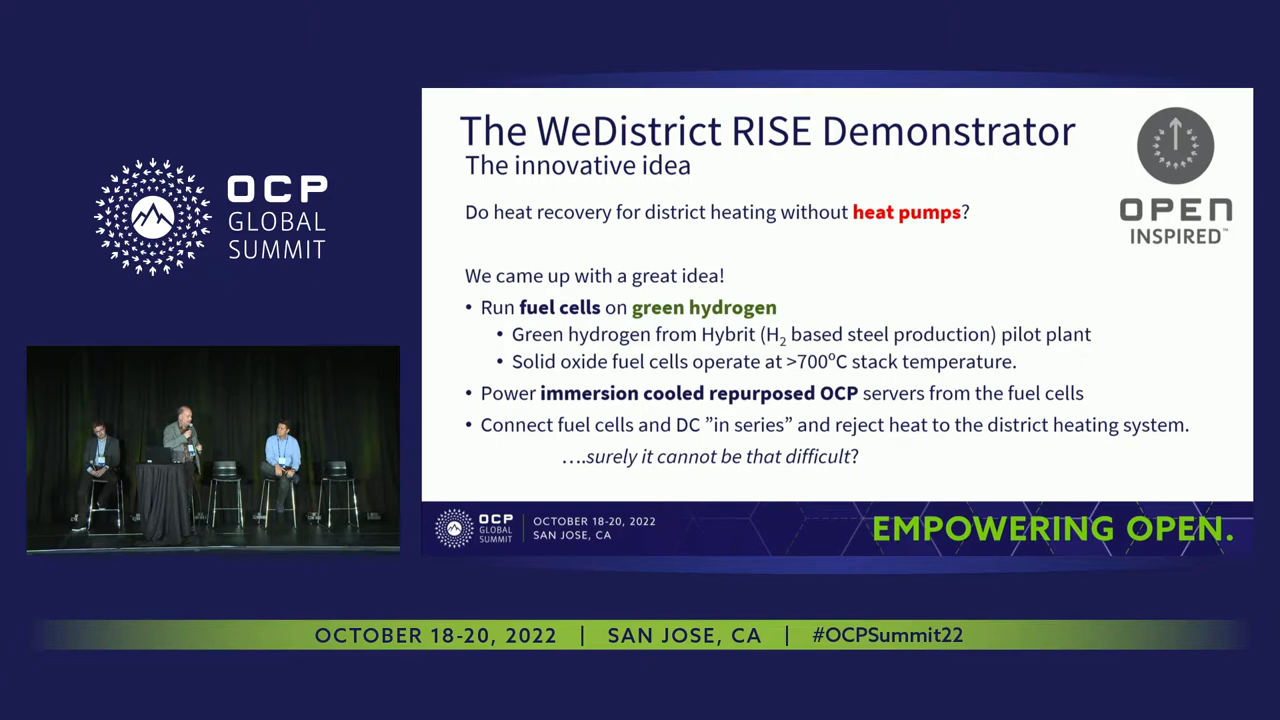 OCP
GLOBAL
SUMMIT
The WeDistrict RISE Demonstrator
The innovative idea
Do heat recovery for district heating without heat pumps?
We came up with a great idea!
• Run fuel cells on green hydrogen
• Green hydrogen from Hybrit (H₂ based steel production) pilot plant
• Solid oxide fuel cells operate at >700°C stack temperature.
• Power immersion cooled repurposed OCP servers from the fuel cells
• Connect fuel cells and DC ”in series” and reject heat to the district heating system.
….surely it cannot be that difficult?
OPEN
INSPIRED™
OCP
GLOBAL
SUMMIT
OCTOBER 18-20, 2022
SAN JOSE, CA
EMPOWERING OPEN.
OCTOBER 18-20, 2022 | SAN JOSE, CA | #OCPSummit22